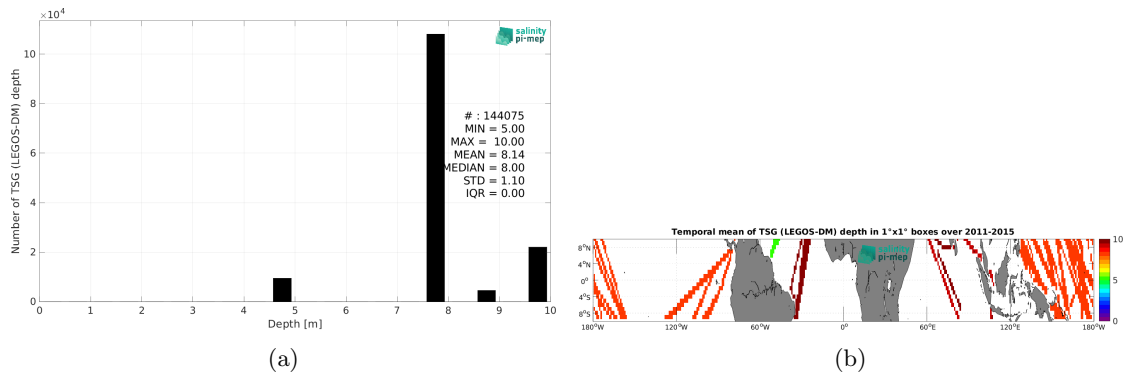 ×10⁴
salinity
pi-mep
Number of TSG (LEGOS-DM) depth
10
8
6
4
2
0
# : 144075
MIN = 5.00
MAX = 10.00
MEAN = 8.14
MEDIAN = 8.00
STD = 1.10
IQR = 0.00
0 1 2 3 4 5 6 7 8 9 10
Depth [m]
(a)
Temporal mean of TSG (LEGOS-DM) depth in 1°x1° boxes over 2011-2015
salinity
pi-mep
8°N
4°N
0°
4°S
8°S
180°W 120°W 60°W 0° 60°E 120°E 180°W
10
5
0
(b)